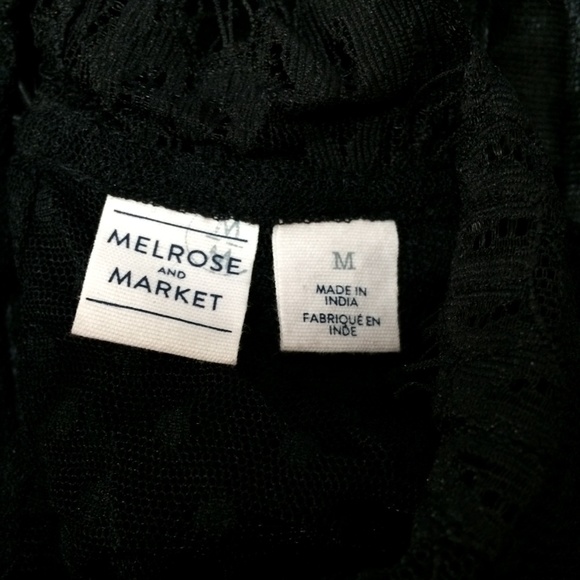 MELROSE
AND
MARKET
M
MADE IN
INDIA
FABRIQUÉ EN
INDE